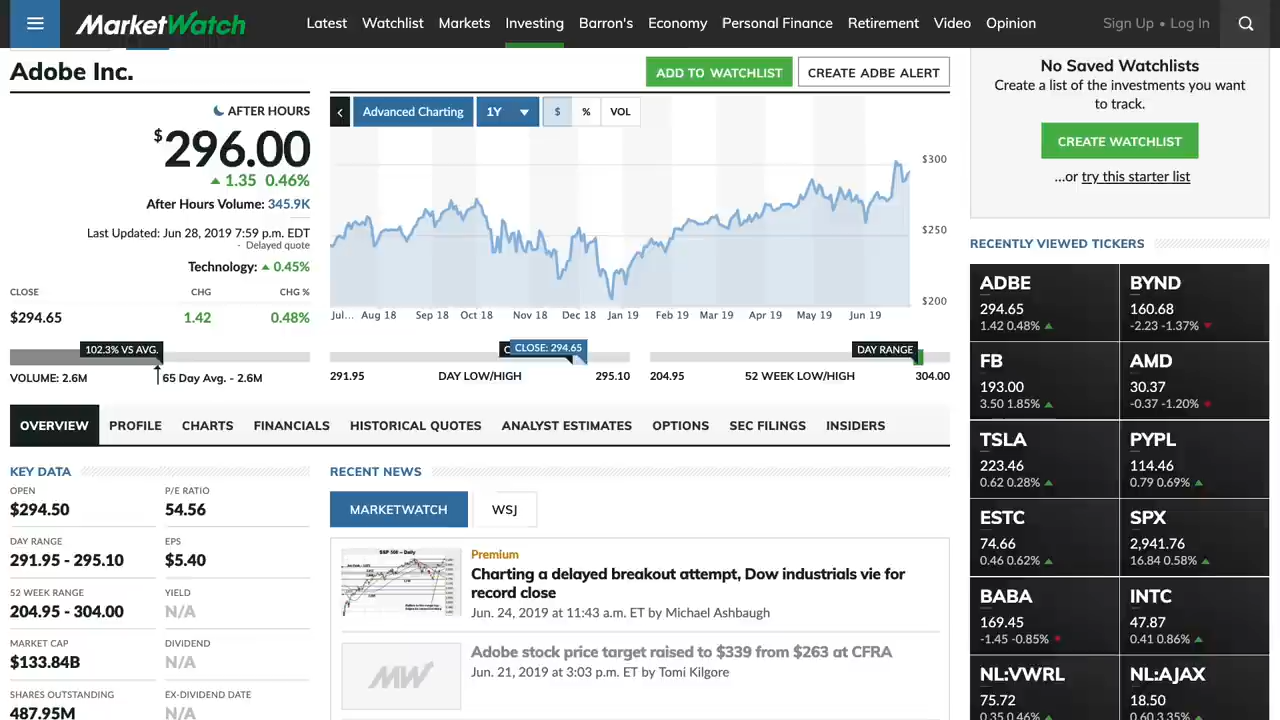 MarketWatch
Latest Watchlist Markets Investing Barron's Economy Personal Finance Retirement Video Opinion
Sign Up • Log In
Adobe Inc.
ADD TO WATCHLIST
CREATE ADBE ALERT
AFTER HOURS
$296.00
1.35 0.46%
After Hours Volume: 345.9K
Last Updated: Jun 28, 2019 7:59 p.m. EDT
- Delayed quote
Technology: 0.45%
CLOSE CHG CHG %
$294.65 1.42 0.48%
102.3% VS AVG.
VOLUME: 2.6M 65 Day Avg. - 2.6M
Advanced Charting 1Y $ % VOL
$300
$250
$200
Jul... Aug 18 Sep 18 Oct 18 Nov 18 Dec 18 Jan 19 Feb 19 Mar 19 Apr 19 May 19 Jun 19
CLOSE: 294.65
291.95 DAY LOW/HIGH 295.10
DAY RANGE
204.95 52 WEEK LOW/HIGH 304.00
OVERVIEW PROFILE CHARTS FINANCIALS HISTORICAL QUOTES ANALYST ESTIMATES OPTIONS SEC FILINGS INSIDERS
KEY DATA
OPEN P/E RATIO
$294.50 54.56
DAY RANGE EPS
291.95 - 295.10 $5.40
52 WEEK RANGE YIELD
204.95 - 304.00 N/A
MARKET CAP DIVIDEND
$133.84B N/A
SHARES OUTSTANDING EX-DIVIDEND DATE
487.95M N/A
RECENT NEWS
MARKETWATCH WSJ
S&P 500 — Daily
Premium
Charting a delayed breakout attempt, Dow industrials vie for
record close
Jun. 24, 2019 at 11:43 a.m. ET by Michael Ashbaugh
MW
Adobe stock price target raised to $339 from $263 at CFRA
Jun. 21, 2019 at 3:03 p.m. ET by Tomi Kilgore
No Saved Watchlists
Create a list of the investments you want
to track.
CREATE WATCHLIST
...or try this starter list
RECENTLY VIEWED TICKERS
ADBE BYND
294.65 160.68
1.42 0.48% -2.23 -1.37%
FB AMD
193.00 30.37
3.50 1.85% -0.37 -1.20%
TSLA PYPL
223.46 114.46
0.62 0.28% 0.79 0.69%
ESTC SPX
74.66 2,941.76
0.46 0.62% 16.84 0.58%
BABA INTC
169.45 47.87
-1.45 -0.85% 0.41 0.86%
NL:VWRL NL:AJAX
75.72 18.50
0.35 0.46% 0.60 3.35%